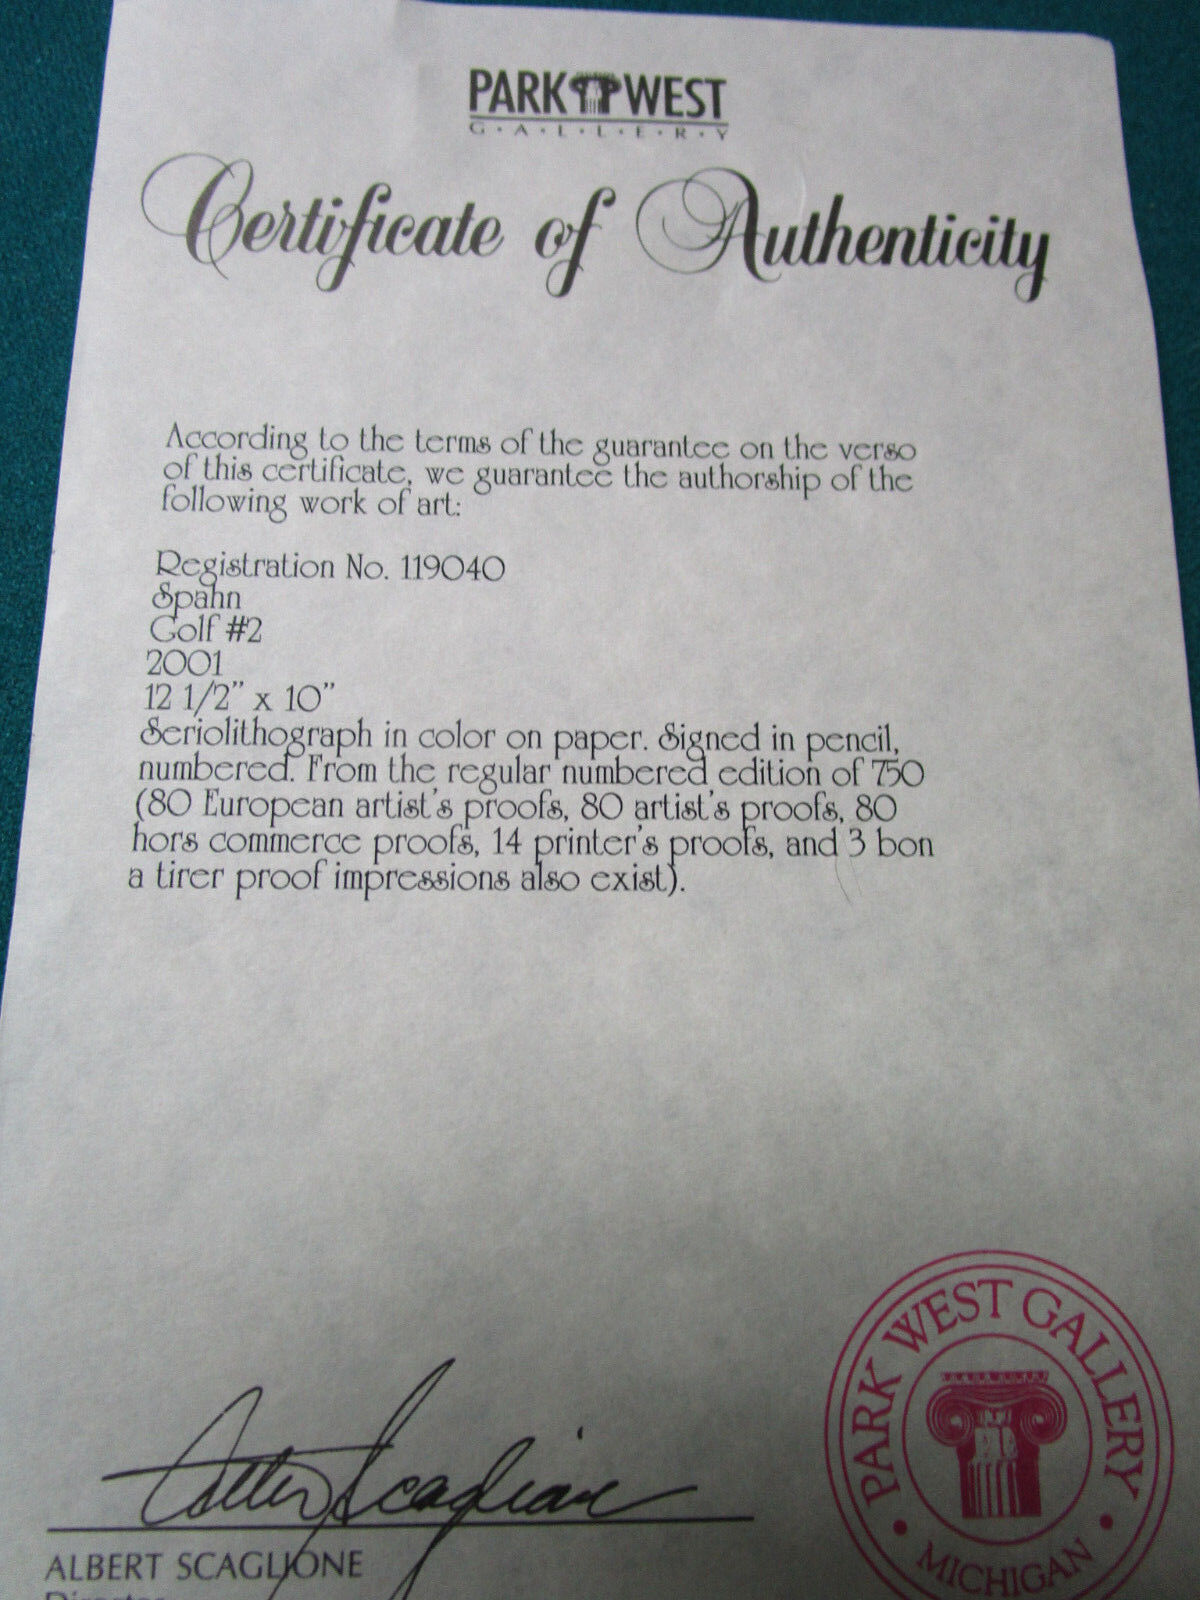 PARK WEST
G·A·L·L·E·R·Y
Certificate of Authenticity
According to the terms of the guarantee on the verso
of this certificate, we guarantee the authorship of the
following work of art:
Registration No. 119040
Spahn
Golf #2
2001
12 1/2" x 10"
Seriolithograph in color on paper. Signed in pencil,
numbered. From the regular numbered edition of 750
(80 European artist's proofs, 80 artist's proofs, 80
hors commerce proofs, 14 printer's proofs, and 3 bon
a tirer proof impressions also exist).
PARK WEST GALLERY
• MICHIGAN •
Albert Scaglione
ALBERT SCAGLIONE
Director